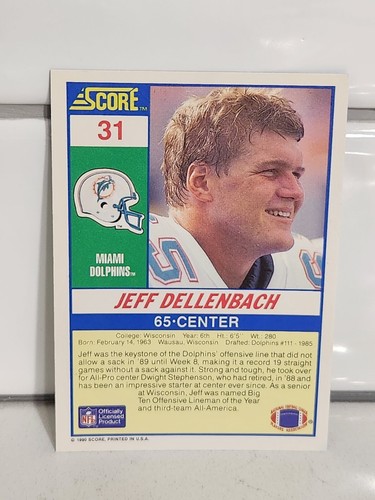 SCORE™
31
MIAMI
DOLPHINS™
65
JEFF DELLENBACH
65·CENTER
College: Wisconsin Year: 6th Ht.: 6'5" Wt.: 280
Born: February 14, 1963 Wausau, Wisconsin Drafted: Dolphins #111 - 1985
Jeff was the keystone of the Dolphins' offensive line that did not
allow a sack in '89 until Week 8, making it a record 19 straight
games without a sack against it. Strong and tough, he took over
for All-Pro center Dwight Stephenson, who had retired, in '88 and
has been an impressive starter at center ever since. As a senior
at Wisconsin, Jeff was named Big
Ten Offensive Lineman of the Year
and third-team All-America.
NFL
Officially
Licensed
Product
© 1990 SCORE, PRINTED IN U.S.A.